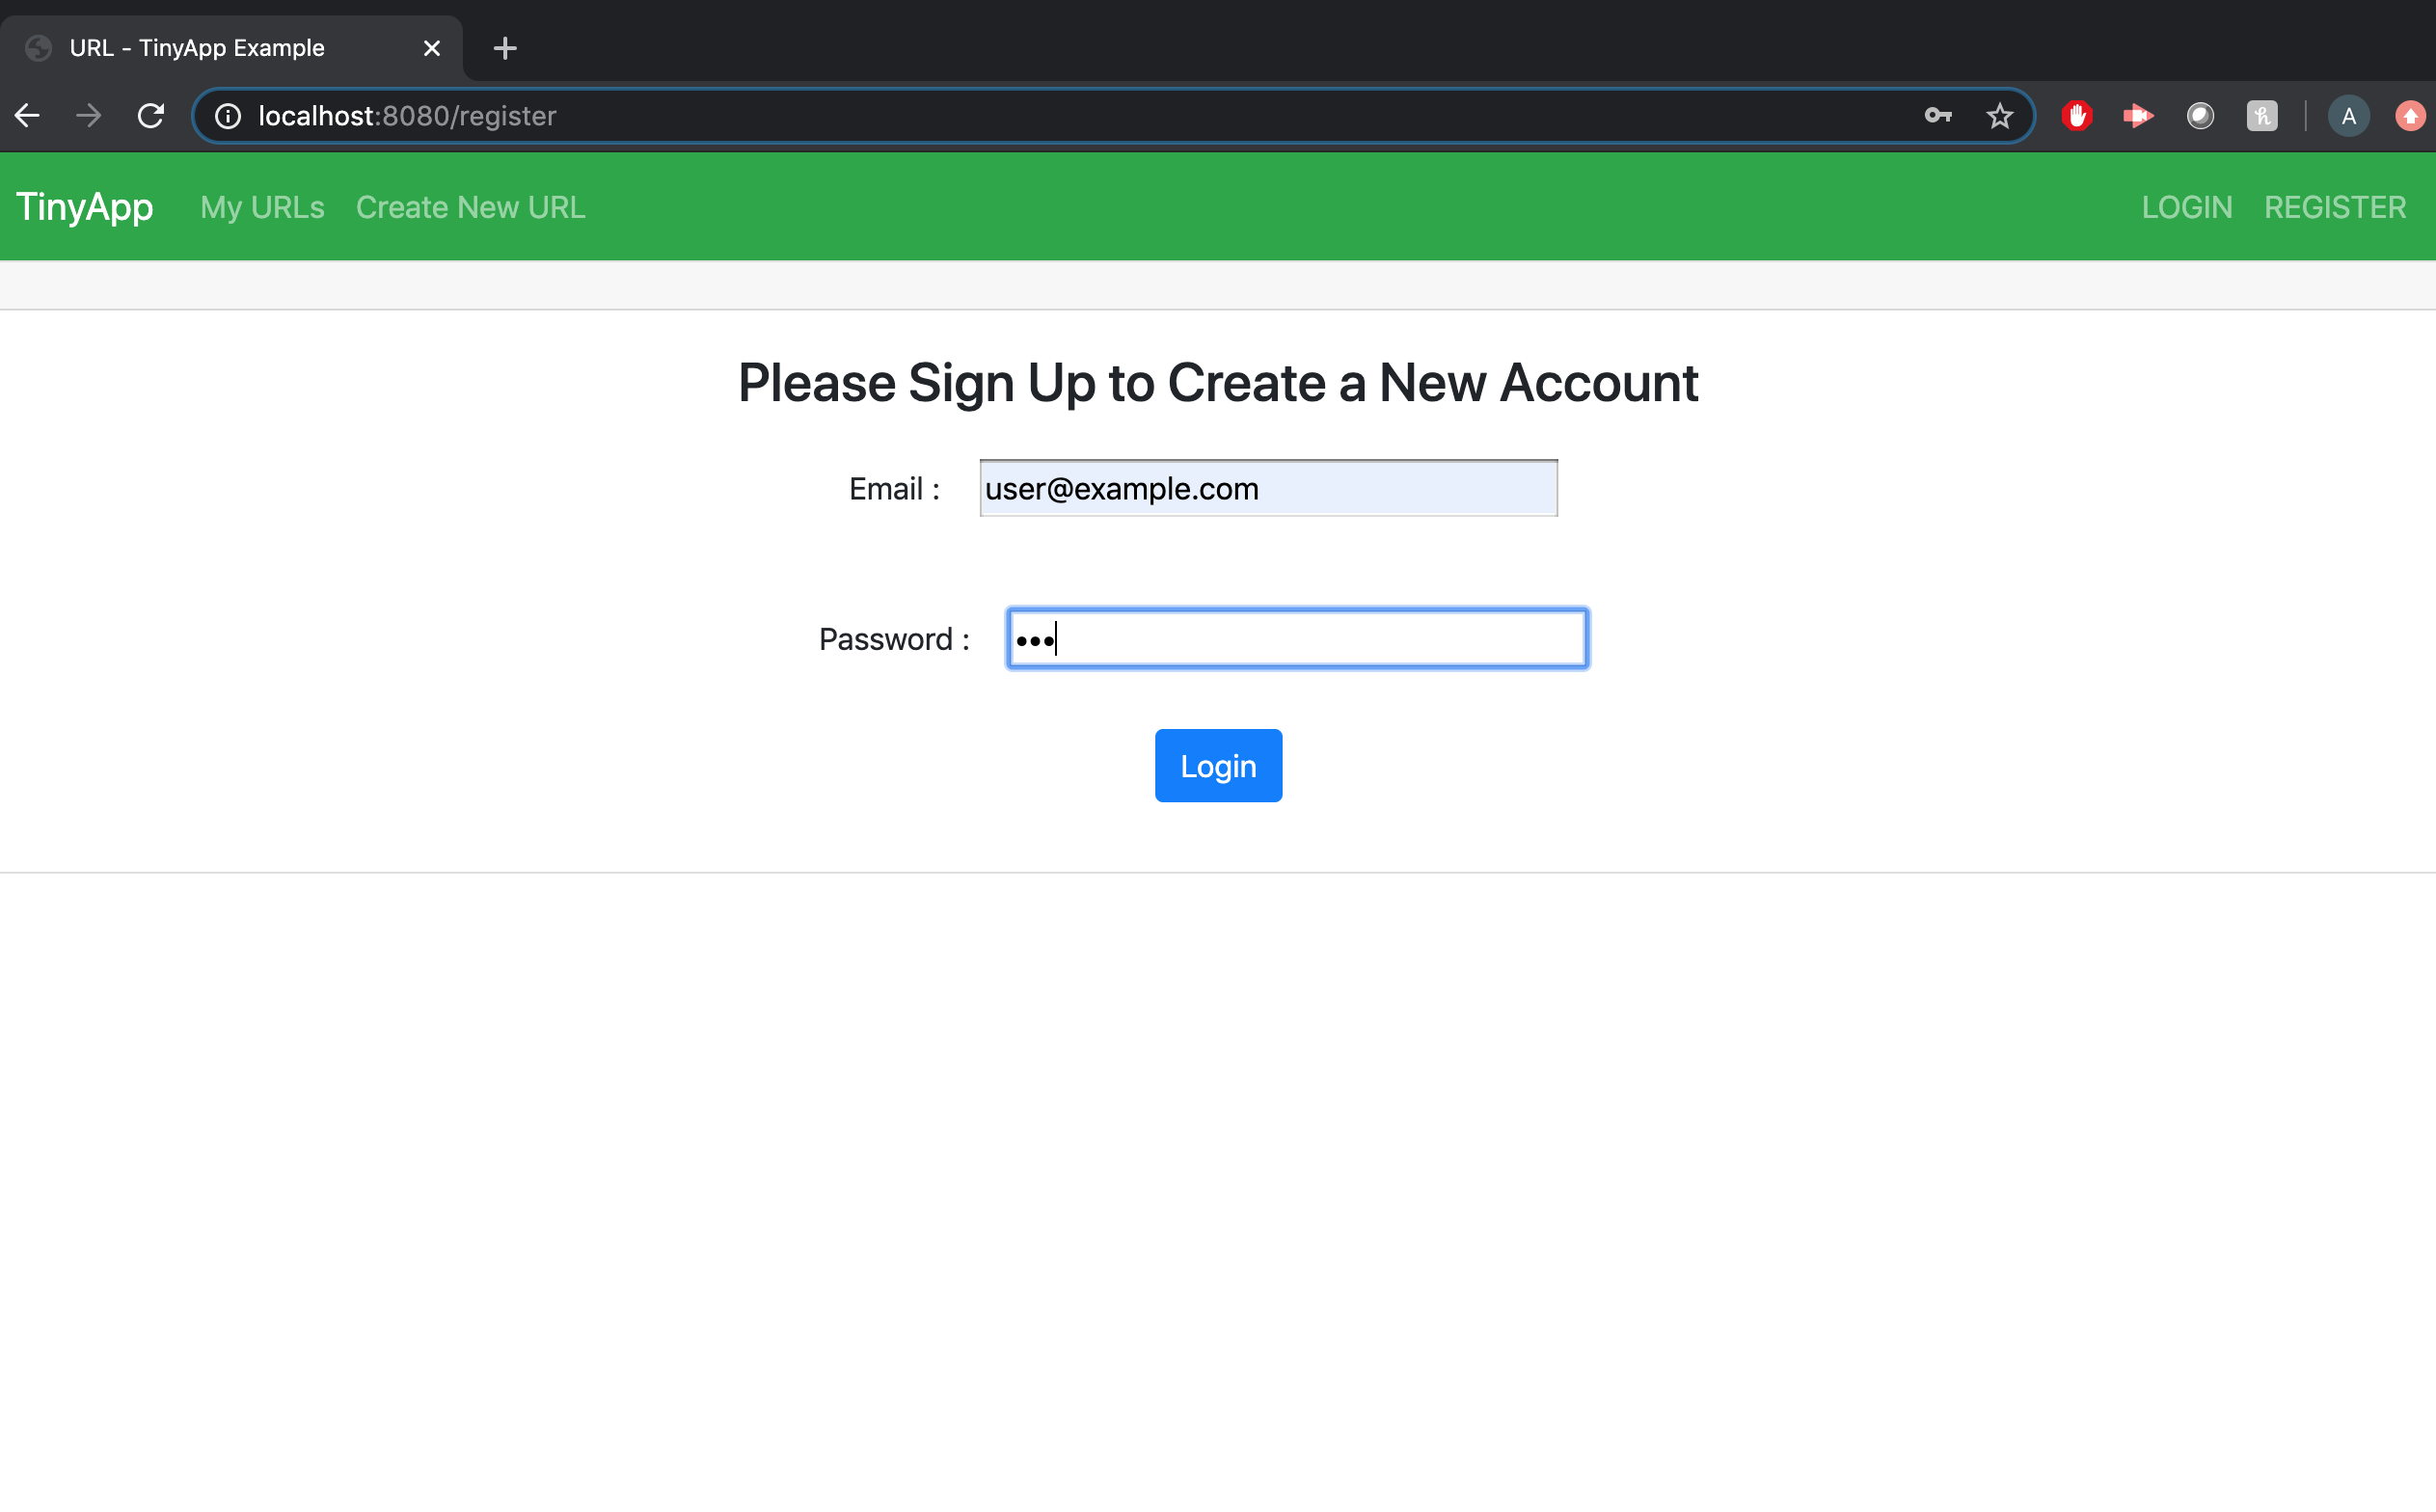 URL - TinyApp Example
localhost:8080/register
A
TinyApp My URLs Create New URL LOGIN REGISTER
Please Sign Up to Create a New Account
Email : user@example.com
Password : •••
Login